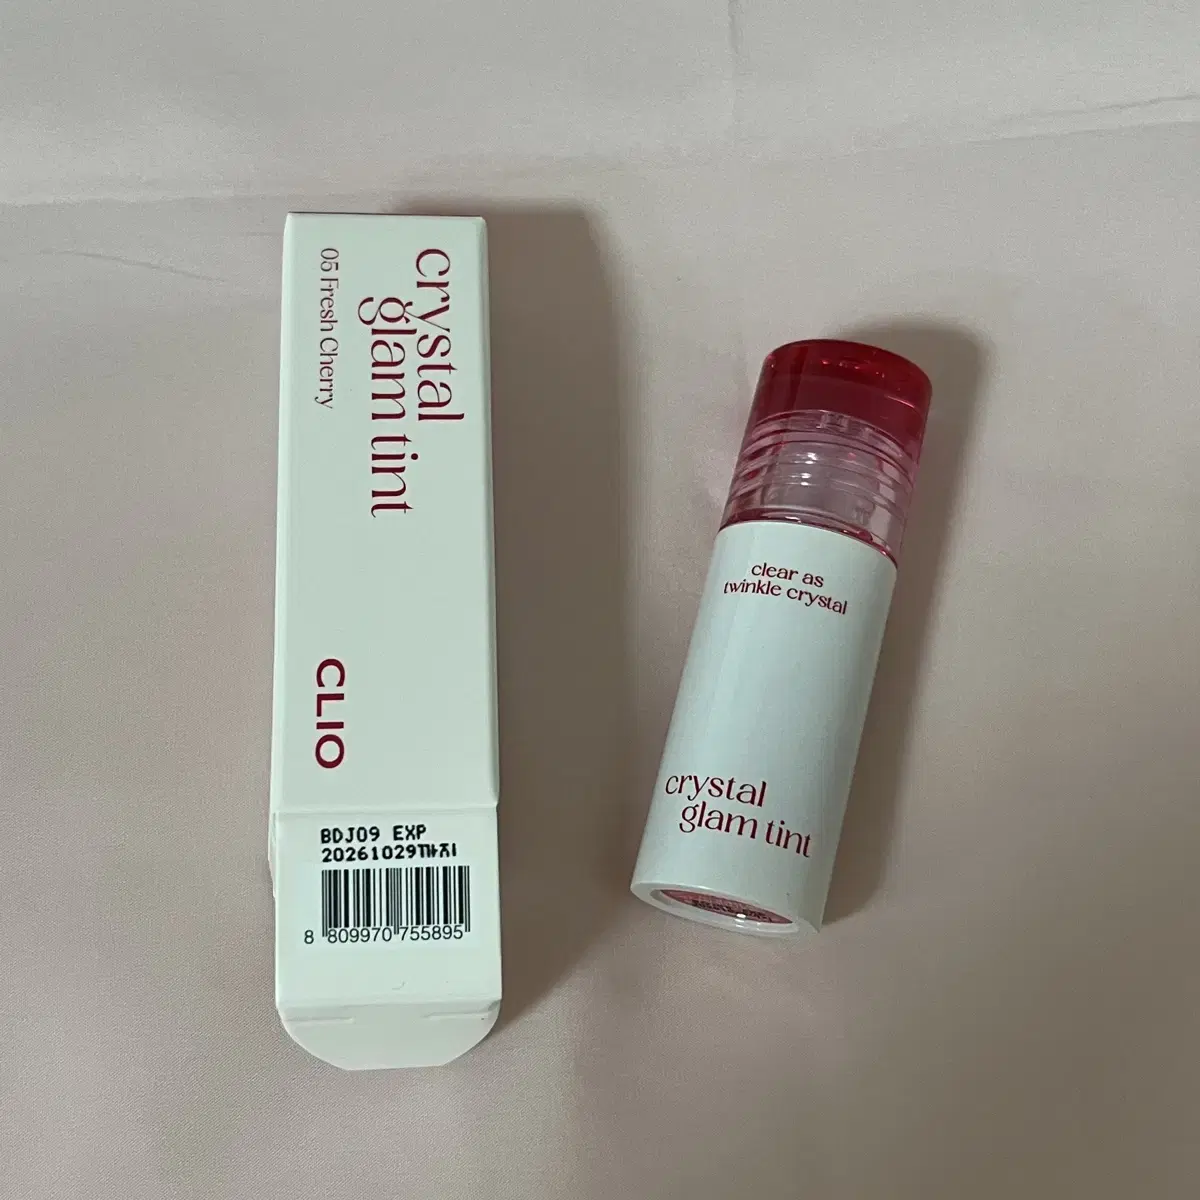 crystal
glam tint
05 Fresh Cherry
CLIO
BDJ09 EXP
20261029까지
8 809970 755895
clear as
twinkle crystal
crystal
glam tint